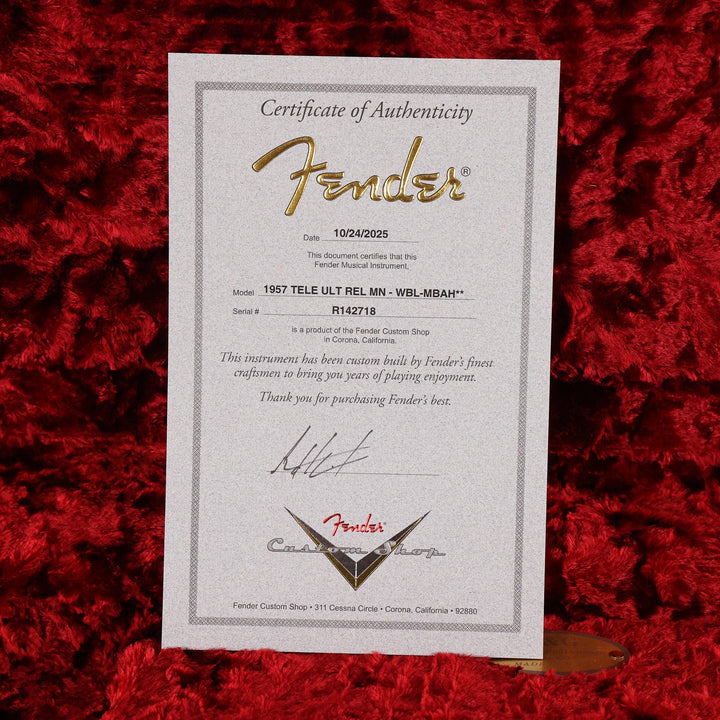 Certificate of Authenticity
Fender®
Date 10/24/2025
This document certifies that this
Fender Musical Instrument,
Model 1957 TELE ULT REL MN - WBL-MBAH**
Serial # R142718
is a product of the Fender Custom Shop
in Corona, California.
This instrument has been custom built by Fender's finest
craftsmen to bring you years of playing enjoyment.
Thank you for purchasing Fender's best.
Fender
Custom Shop
Fender Custom Shop • 311 Cessna Circle • Corona, California • 92880
MADE